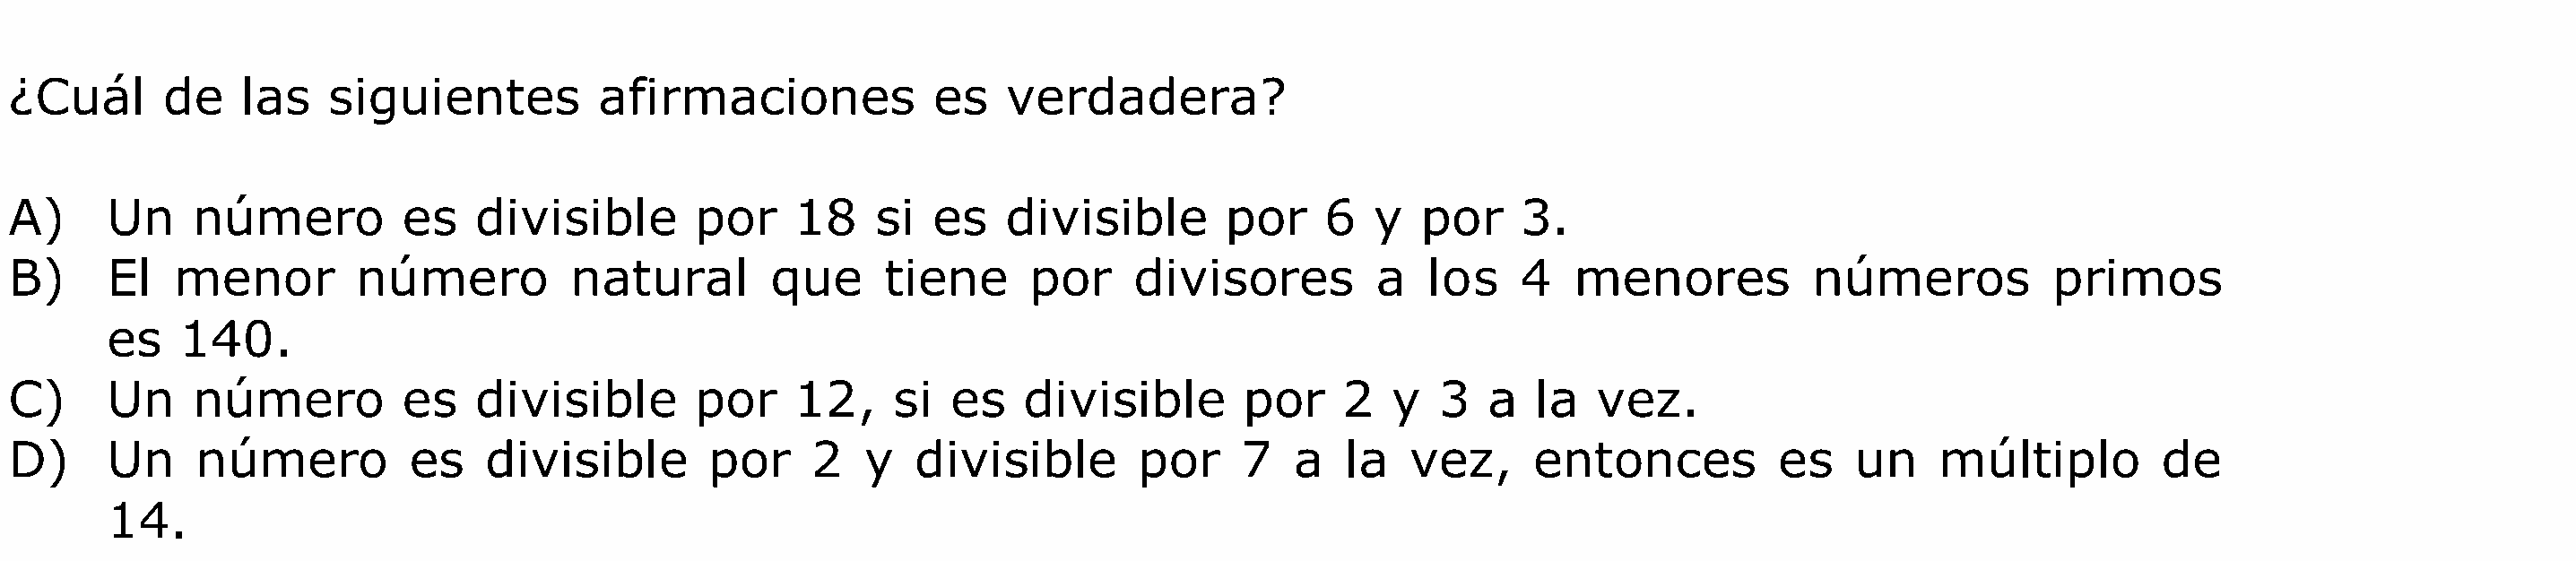 ¿Cuál de las siguientes afirmaciones es verdadera?
A) Un número es divisible por 18 si es divisible por 6 y por 3.
B) El menor número natural que tiene por divisores a los 4 menores números primos
es 140.
C) Un número es divisible por 12, si es divisible por 2 y 3 a la vez.
D) Un número es divisible por 2 y divisible por 7 a la vez, entonces es un múltiplo de
14.